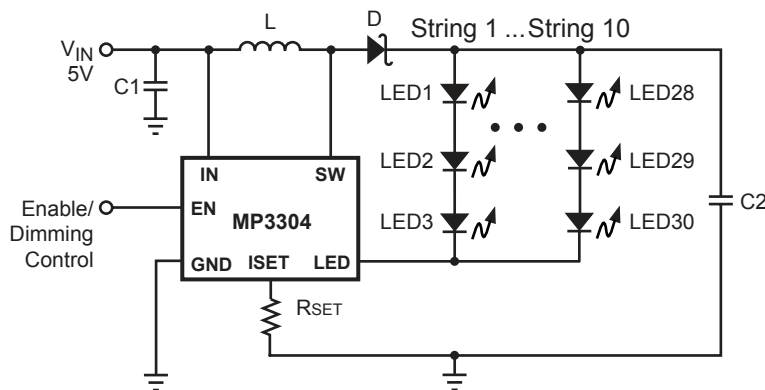 L
D
String 1 ... String 10
VIN
5V
C1
LED1
LED28
LED2
LED29
LED3
LED30
C2
IN
SW
EN
MP3304
GND
ISET
LED
Enable/
Dimming
Control
RSET